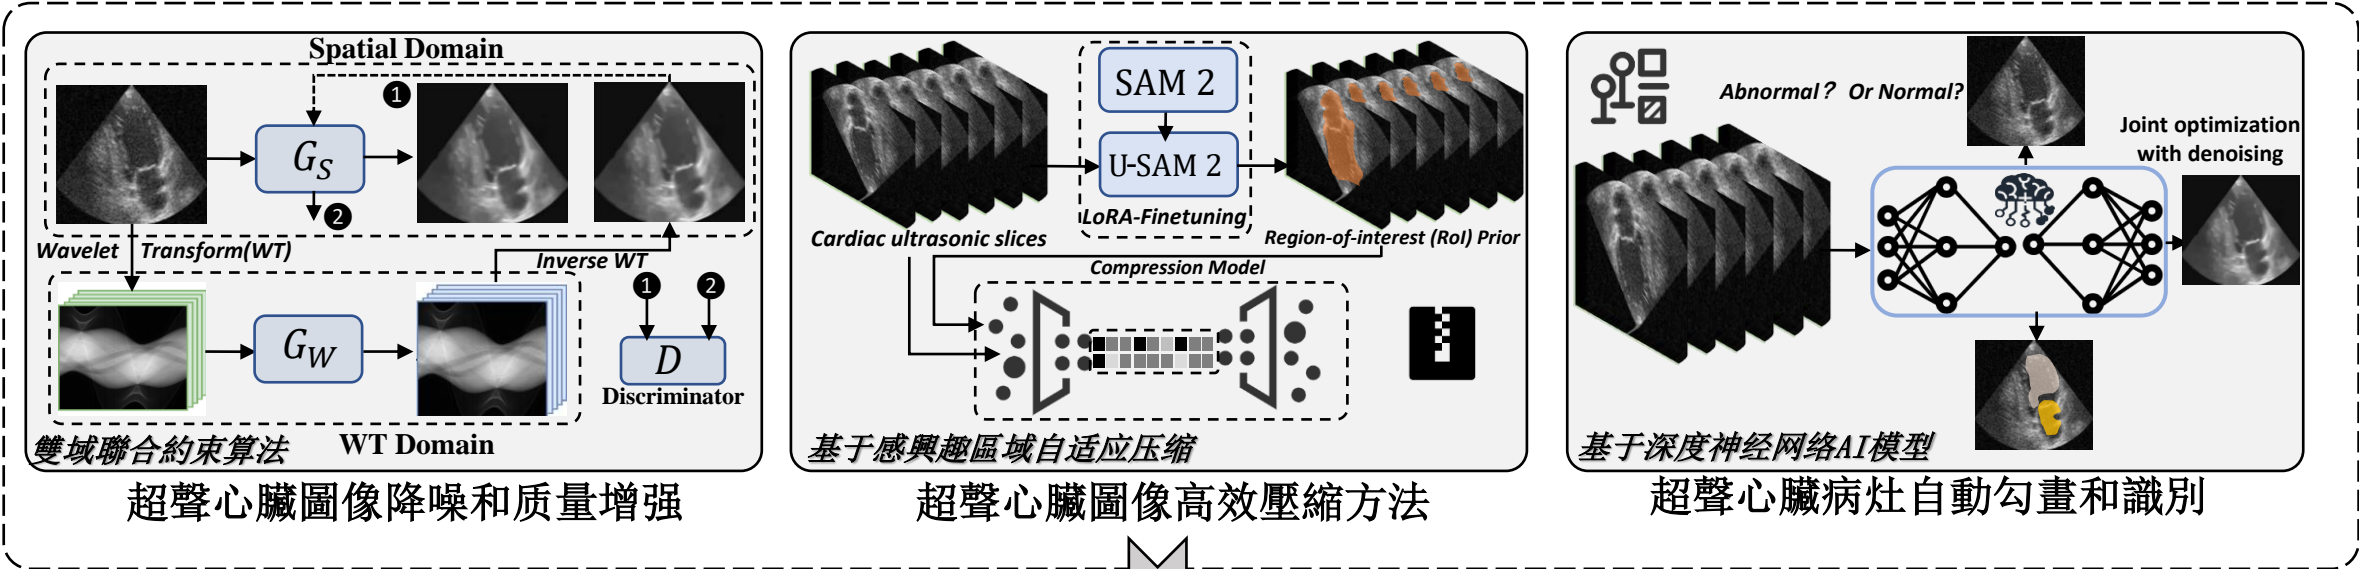 Spatial Domain
❶
G_S
❷
Wavelet Transform(WT)
Inverse WT
❶ ❷
G_W
D
Discriminator
WT Domain
雙域聯合約束算法
超聲心臟圖像降噪和质量增强
SAM 2
U-SAM 2
LoRA-Finetuning
Cardiac ultrasonic slices
Region-of-interest (RoI) Prior
Compression Model
基于感興趣區域自适应压缩
超聲心臟圖像高效壓縮方法
Abnormal？ Or Normal?
Joint optimization
with denoising
基于深度神经网络AI模型
超聲心臟病灶自動勾畫和識別